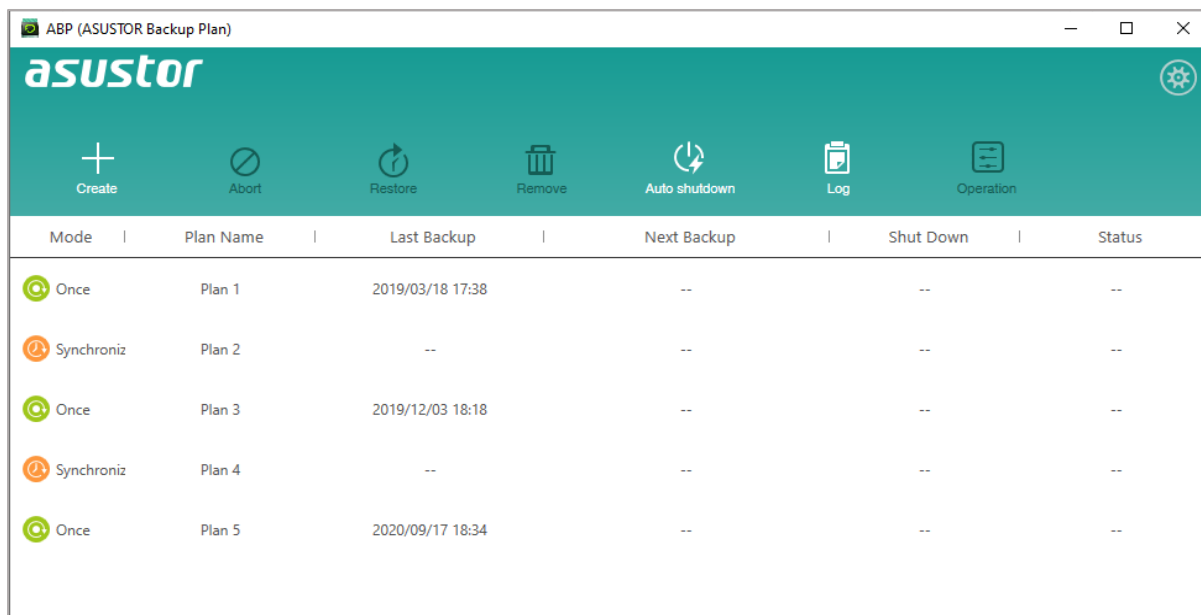 ABP (ASUSTOR Backup Plan)
asustor
Create Abort Restore Remove Auto shutdown Log Operation
Mode Plan Name Last Backup Next Backup Shut Down Status
Once Plan 1 2019/03/18 17:38 -- -- --
Synchroniz Plan 2 -- -- -- --
Once Plan 3 2019/12/03 18:18 -- -- --
Synchroniz Plan 4 -- -- -- --
Once Plan 5 2020/09/17 18:34 -- -- --